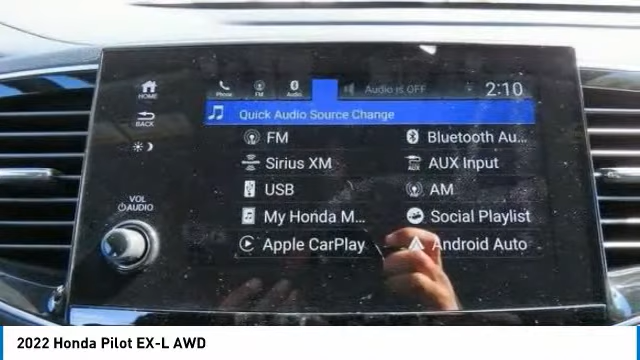 Phone FM Audio Audio is OFF 2:10
HOME
Quick Audio Source Change
BACK
FM Bluetooth Au...
Sirius XM AUX Input
USB AM
VOL
AUDIO
My Honda M... Social Playlist
Apple CarPlay Android Auto
2022 Honda Pilot EX-L AWD